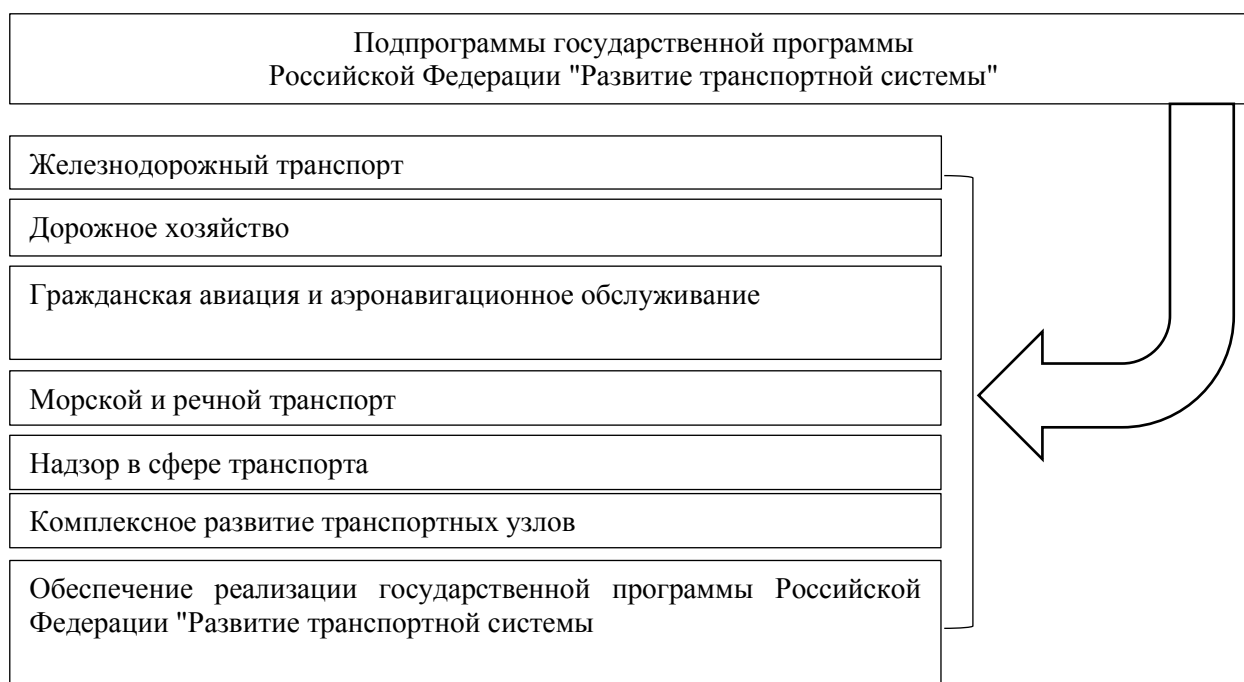 Подпрограммы государственной программы
Российской Федерации "Развитие транспортной системы"
Железнодорожный транспорт
Дорожное хозяйство
Гражданская авиация и аэронавигационное обслуживание
Морской и речной транспорт
Надзор в сфере транспорта
Комплексное развитие транспортных узлов
Обеспечение реализации государственной программы Российской
Федерации "Развитие транспортной системы